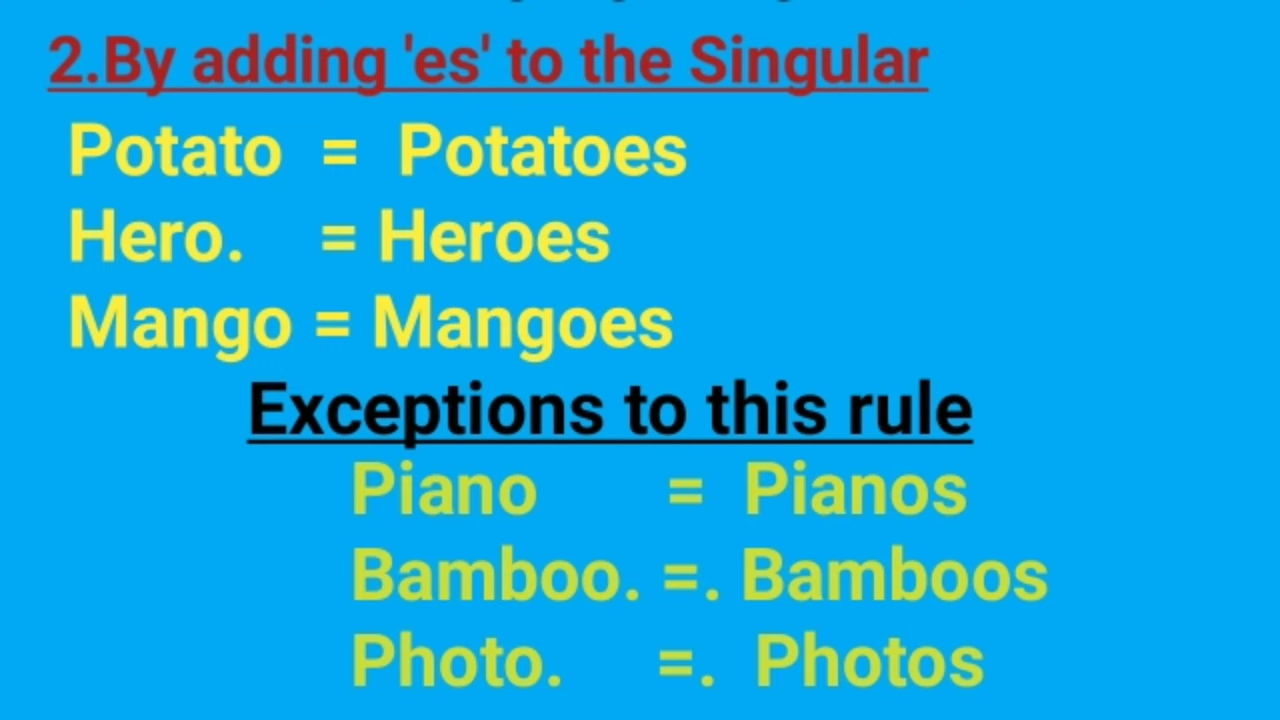 2.By adding 'es' to the Singular
Potato = Potatoes
Hero. = Heroes
Mango = Mangoes
Exceptions to this rule
Piano = Pianos
Bamboo. =. Bamboos
Photo. =. Photos